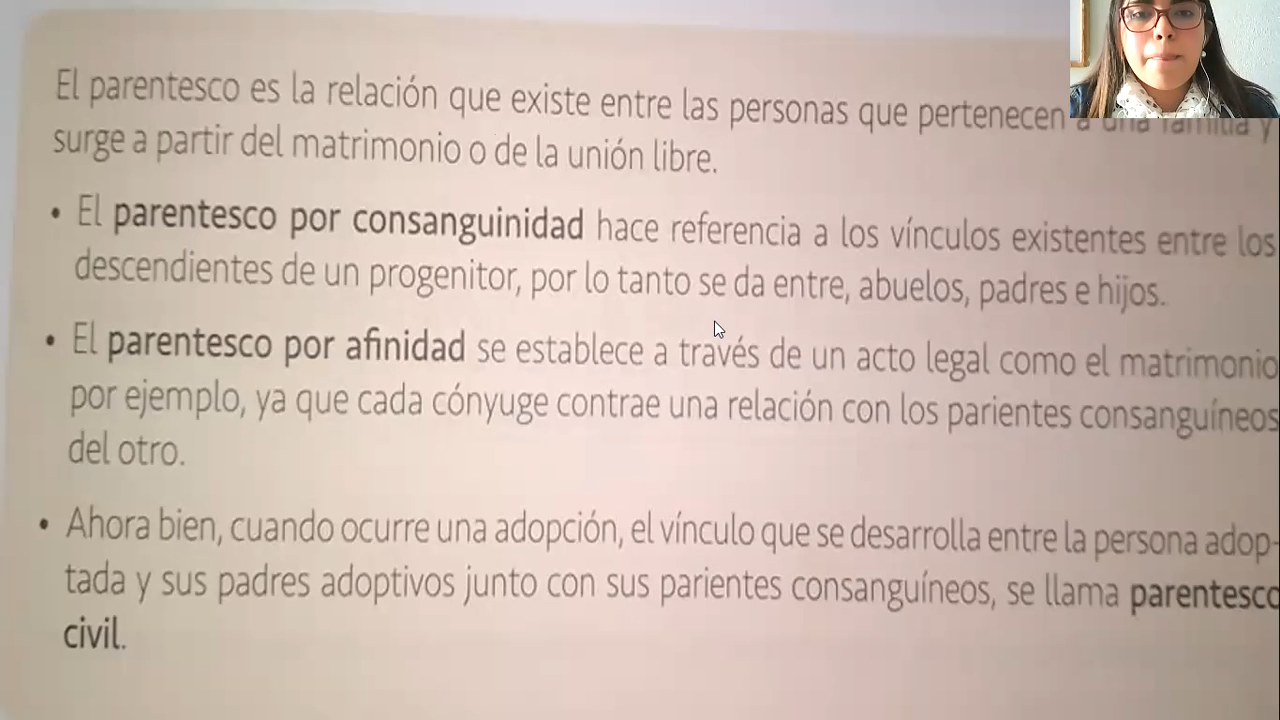 El parentesco es la relación que existe entre las personas que pertenecen a una familia y
surge a partir del matrimonio o de la unión libre.
• El parentesco por consanguinidad hace referencia a los vínculos existentes entre los
descendientes de un progenitor, por lo tanto se da entre, abuelos, padres e hijos.
• El parentesco por afinidad se establece a través de un acto legal como el matrimonio
por ejemplo, ya que cada cónyuge contrae una relación con los parientes consanguíneos
del otro.
• Ahora bien, cuando ocurre una adopción, el vínculo que se desarrolla entre la persona adop-
tada y sus padres adoptivos junto con sus parientes consanguíneos, se llama parentesco
civil.